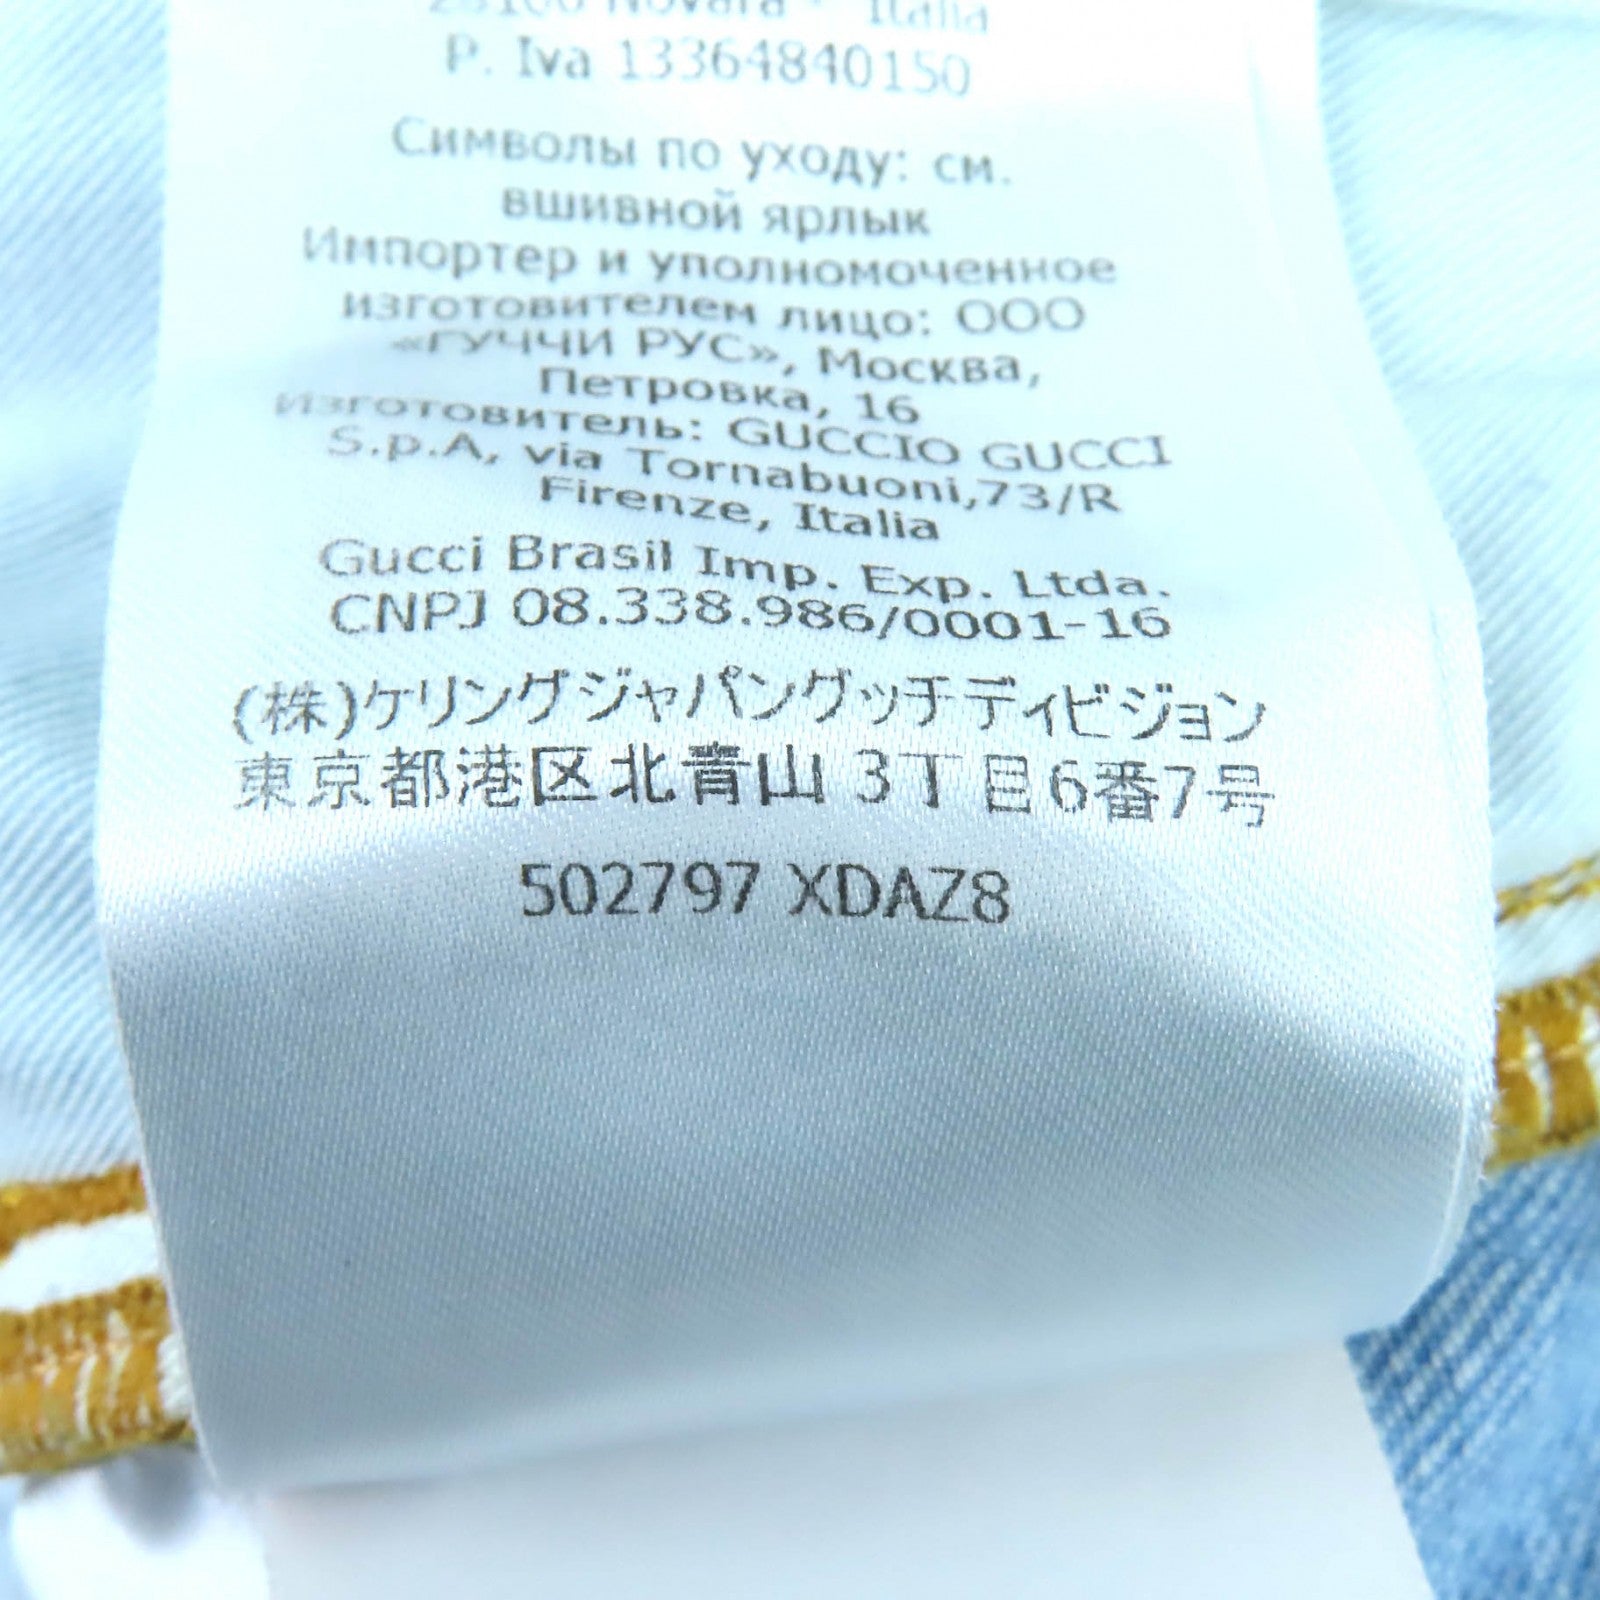 28100 Novara - Italia
P. Iva 13364840150
Символы по уходу: см.
вшивной ярлык
Импортер и уполномоченное
изготовителем лицо: ООО
«ГУЧЧИ РУС», Москва,
Петровка, 16
Изготовитель: GUCCIO GUCCI
S.p.A, via Tornabuoni,73/R
Firenze, Italia
Gucci Brasil Imp. Exp. Ltda.
CNPJ 08.338.986/0001-16
(株)ケリングジャパングッチディビジョン
東京都港区北青山 3丁目6番7号
502797 XDAZ8